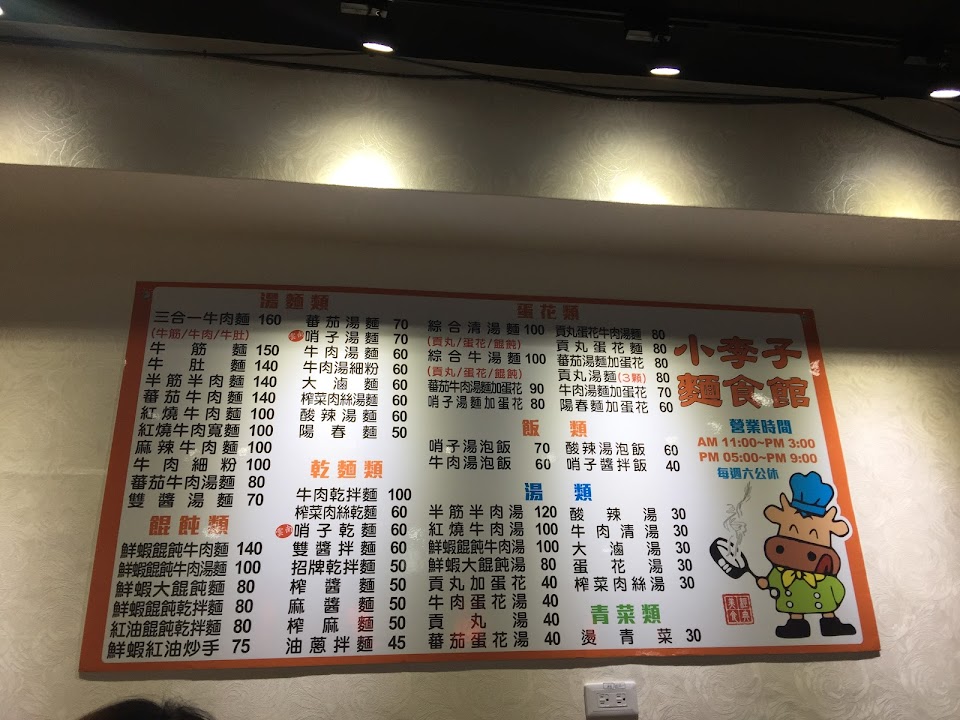 湯麵類
三合一牛肉麵 160
(牛筋/牛肉/牛肚)
牛筋麵 150
牛肚麵 140
半筋半肉麵 140
番茄牛肉麵 140
紅燒牛肉麵 100
紅燒牛肉寬麵 100
麻辣牛肉麵 100
牛肉細粉 100
番茄牛肉湯麵 80
雙醬湯麵 70
番茄湯麵 70
哨子湯麵 70
牛肉湯麵 60
牛肉湯細粉 60
大滷麵 60
榨菜肉絲湯麵 60
酸辣湯麵 60
陽春麵 50
餛飩類
鮮蝦餛飩牛肉麵 140
鮮蝦餛飩牛肉湯麵 100
鮮蝦大餛飩麵 80
鮮蝦餛飩乾拌麵 80
紅油餛飩乾拌麵 80
鮮蝦紅油炒手 75
乾麵類
牛肉乾拌麵 100
榨菜肉絲乾麵 60
哨子乾麵 60
雙醬拌麵 60
招牌乾拌麵 50
炸醬麵 50
麻醬麵 50
榨麻麵 50
油蔥拌麵 45
蛋花類
綜合清湯麵 100
(貢丸/蛋花/餛飩)
綜合牛湯麵 100
(貢丸/蛋花/餛飩)
番茄牛肉湯麵加蛋花 90
哨子湯麵加蛋花 80
貢丸蛋花牛肉湯麵 80
貢丸蛋花麵 80
番茄湯麵加蛋花 80
貢丸湯麵(3顆) 80
牛肉湯麵加蛋花 70
陽春麵加蛋花 60
飯類
哨子湯泡飯 70
牛肉湯泡飯 60
酸辣湯泡飯 60
哨子醬拌飯 40
湯類
半筋半肉湯 120
紅燒牛肉湯 100
鮮蝦餛飩牛肉湯 100
鮮蝦大餛飩湯 80
貢丸加蛋花 40
牛肉蛋花湯 40
貢丸湯 40
番茄蛋花湯 40
酸辣湯 30
牛肉清湯 30
大滷湯 30
蛋花湯 30
榨菜肉絲湯 30
青菜類
燙青菜 30
小李子
麵食館
營業時間
AM 11:00~PM 3:00
PM 05:00~PM 9:00
每週六公休